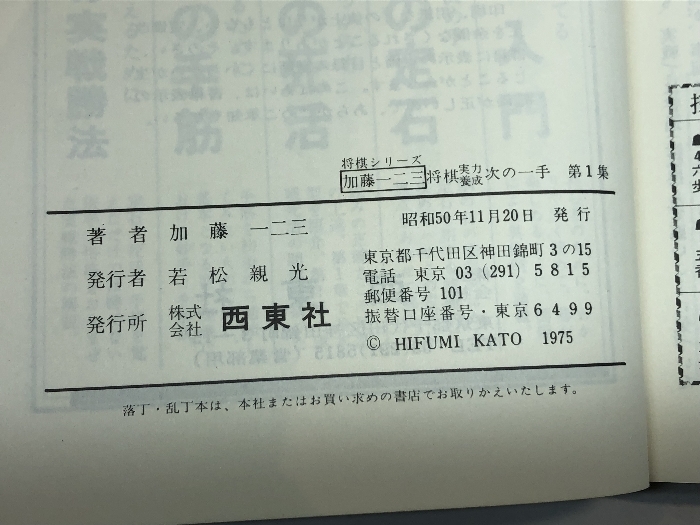 将棋シリーズ
加藤一二三 将棋 実力養成 次の一手 第1集
昭和50年11月20日 発行
著者 加藤 一二三
発行者 若松親光
発行所 株式会社 西東社
東京都千代田区神田錦町3の15
電話 東京 03 (291) 5815
郵便番号 101
振替口座番号・東京6499
© HIFUMI KATO 1975
落丁・乱丁本は、本社またはお買い求めの書店でお取りかえいたします。